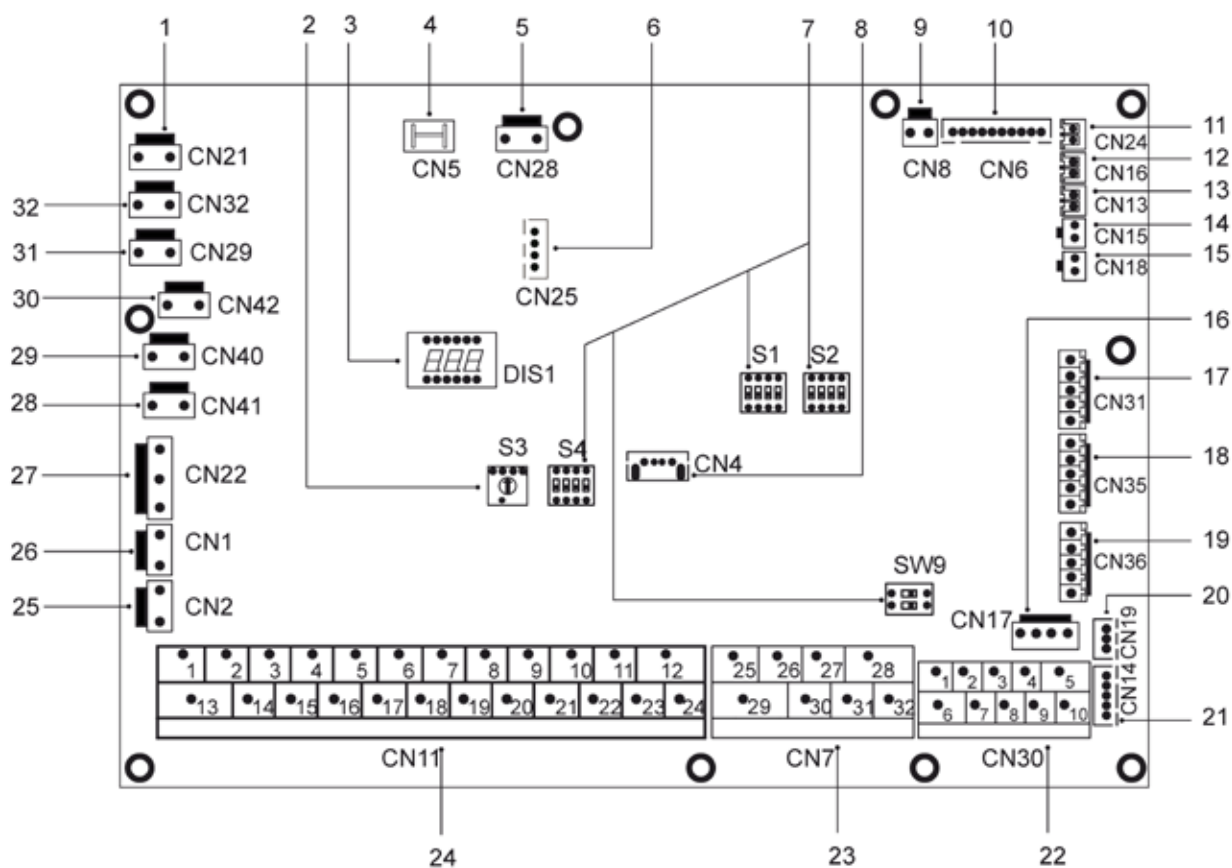 1 2 3 4 5 6 7 8 9 10
CN21 CN5 CN28 CN8 CN6 CN24 11
CN16 12
CN13 13
32 CN32 CN15 14
31 CN29 CN25 CN18 15
30 CN42 16
29 CN40 DIS1 S1 S2 CN31 17
28 CN41
27 CN22 S3 S4 CN4 CN35 18
26 CN1 SW9 CN36 19
25 CN2 CN17 CN19 20
1 2 3 4 5 6 7 8 9 10 11 12 25 26 27 28 1 2 3 4 5 CN14
13 14 15 16 17 18 19 20 21 22 23 24 29 30 31 32 6 7 8 9 10 21
CN11 CN7 CN30
24 23 22